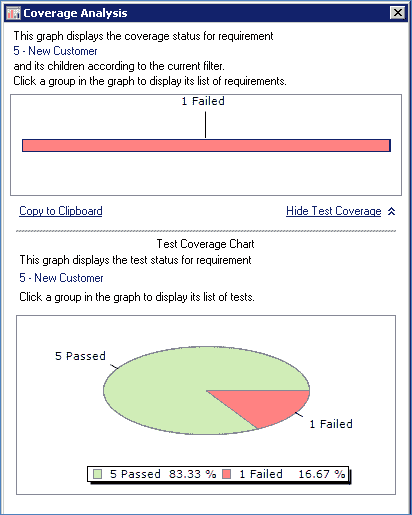 Coverage Analysis
This graph displays the coverage status for requirement
5 - New Customer
and its children according to the current filter.
Click a group in the graph to display its list of requirements.
1 Failed
Copy to Clipboard Hide Test Coverage
Test Coverage Chart
This graph displays the test status for requirement
5 - New Customer
Click a group in the graph to display its list of tests.
5 Passed
1 Failed
5 Passed 83.33 % 1 Failed 16.67 %